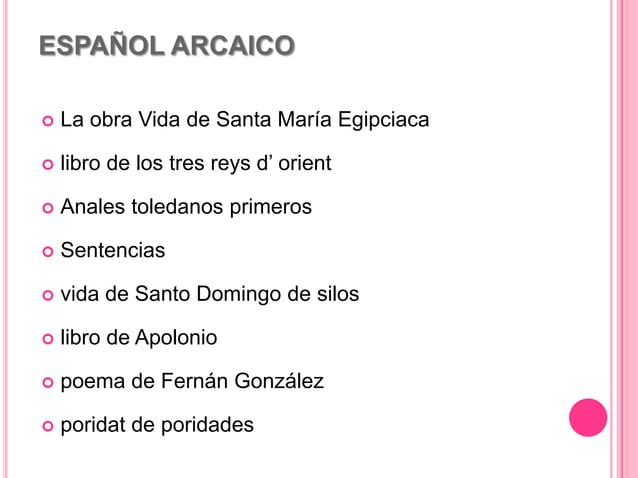 ESPAÑOL ARCAICO
La obra Vida de Santa María Egipciaca
libro de los tres reys d’ orient
Anales toledanos primeros
Sentencias
vida de Santo Domingo de silos
libro de Apolonio
poema de Fernán González
poridat de poridades